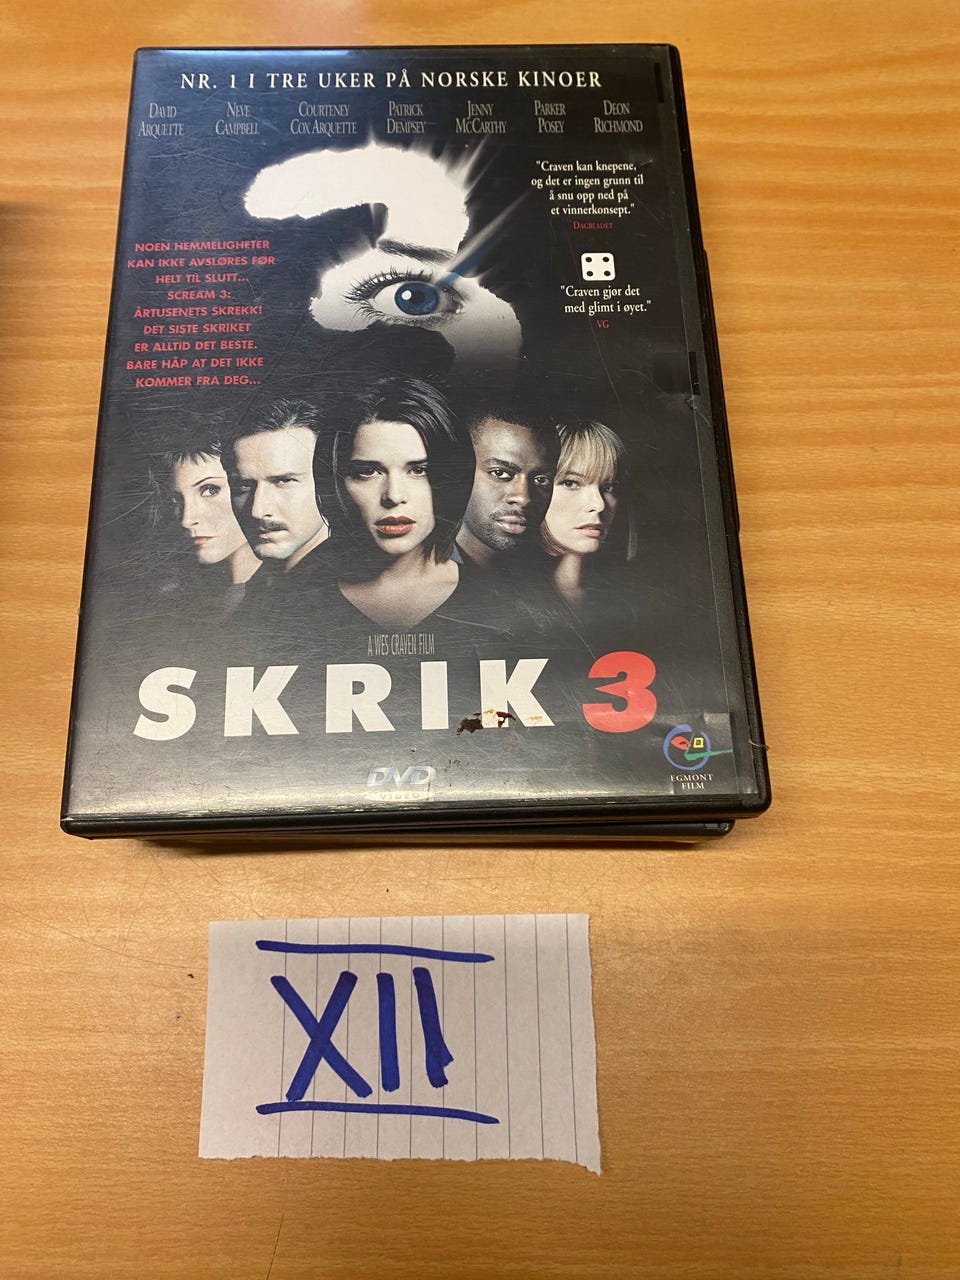 NR. 1 I TRE UKER PÅ NORSKE KINOER
DAVID ARQUETTE
NEVE CAMPBELL
COURTENEY COX ARQUETTE
PATRICK DEMPSEY
JENNY McCARTHY
PARKER POSEY
DEON RICHMOND
"Craven kan knepene,
og det er ingen grunn til
å snu opp ned på
et vinnerkonsept."
DAGBLADET
"Craven gjør det
med glimt i øyet."
VG
NOEN HEMMELIGHETER
KAN IKKE AVSLØRES FØR
HELT TIL SLUTT...
SCREAM 3:
ÅRTUSENETS SKREKK!
DET SISTE SKRIKET
ER ALLTID DET BESTE.
BARE HÅP AT DET IKKE
KOMMER FRA DEG...
A WES CRAVEN FILM
SKRIK 3
DVD
VIDEO
EGMONT
FILM
XII